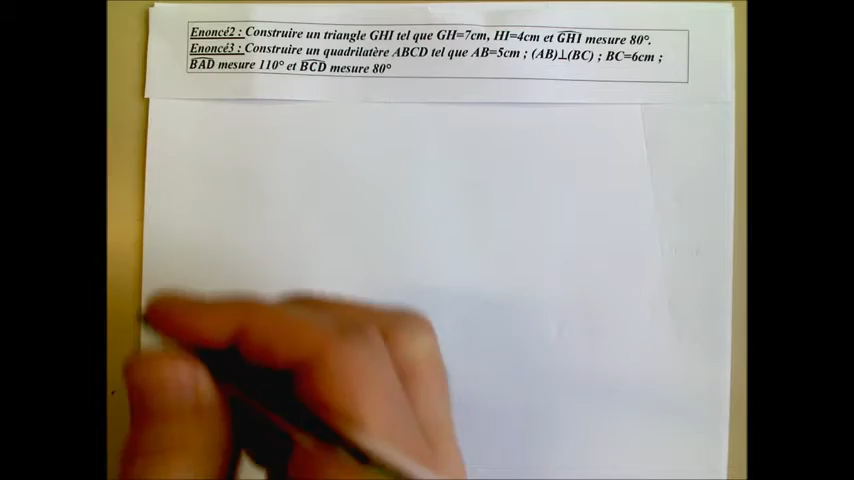 Enoncé2 : Construire un triangle GHI tel que GH=7cm, HI=4cm et GHI mesure 80°.
Enoncé3 : Construire un quadrilatère ABCD tel que AB=5cm ; (AB)⊥(BC) ; BC=6cm ;
BAD mesure 110° et BCD mesure 80°